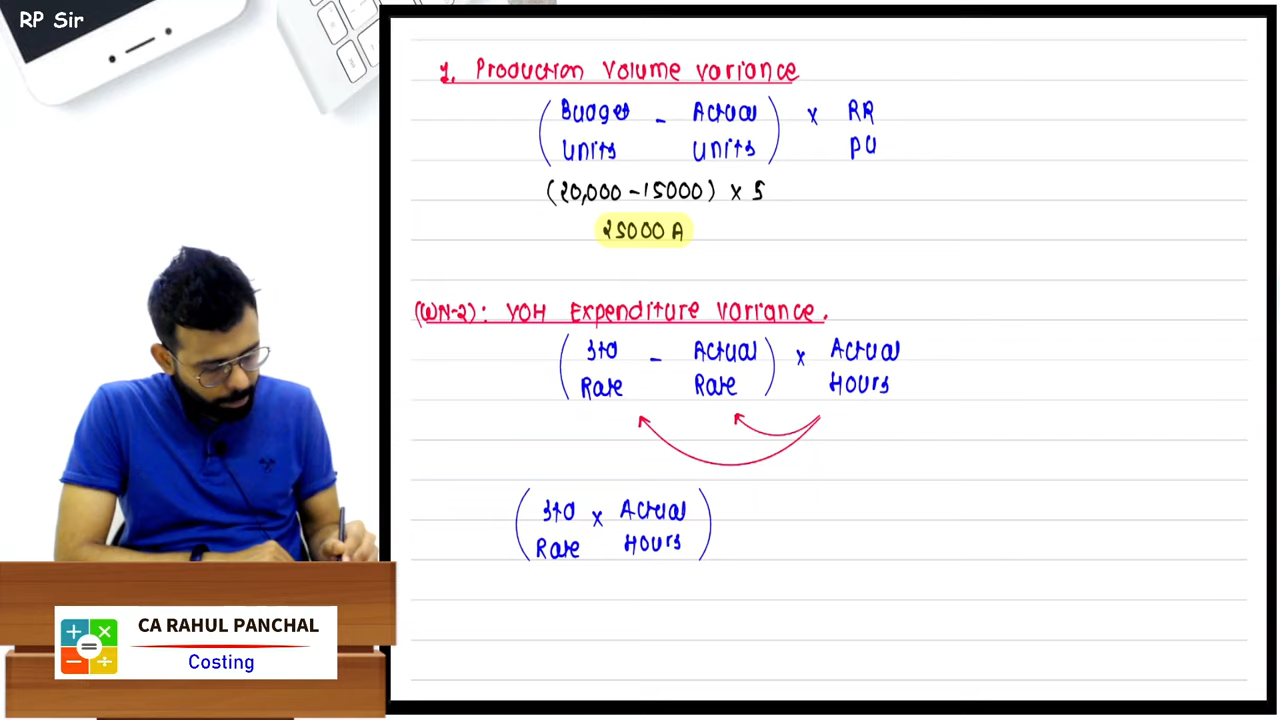 RP Sir
1. Production Volume Variance
(Budget Units - Actual Units) × RR PU
(20,000 - 15000) × 5
25000 A
(WN-2): VOH Expenditure Variance.
(Std Rate - Actual Rate) × Actual Hours
(Std Rate × Actual Hours)
CA RAHUL PANCHAL
Costing